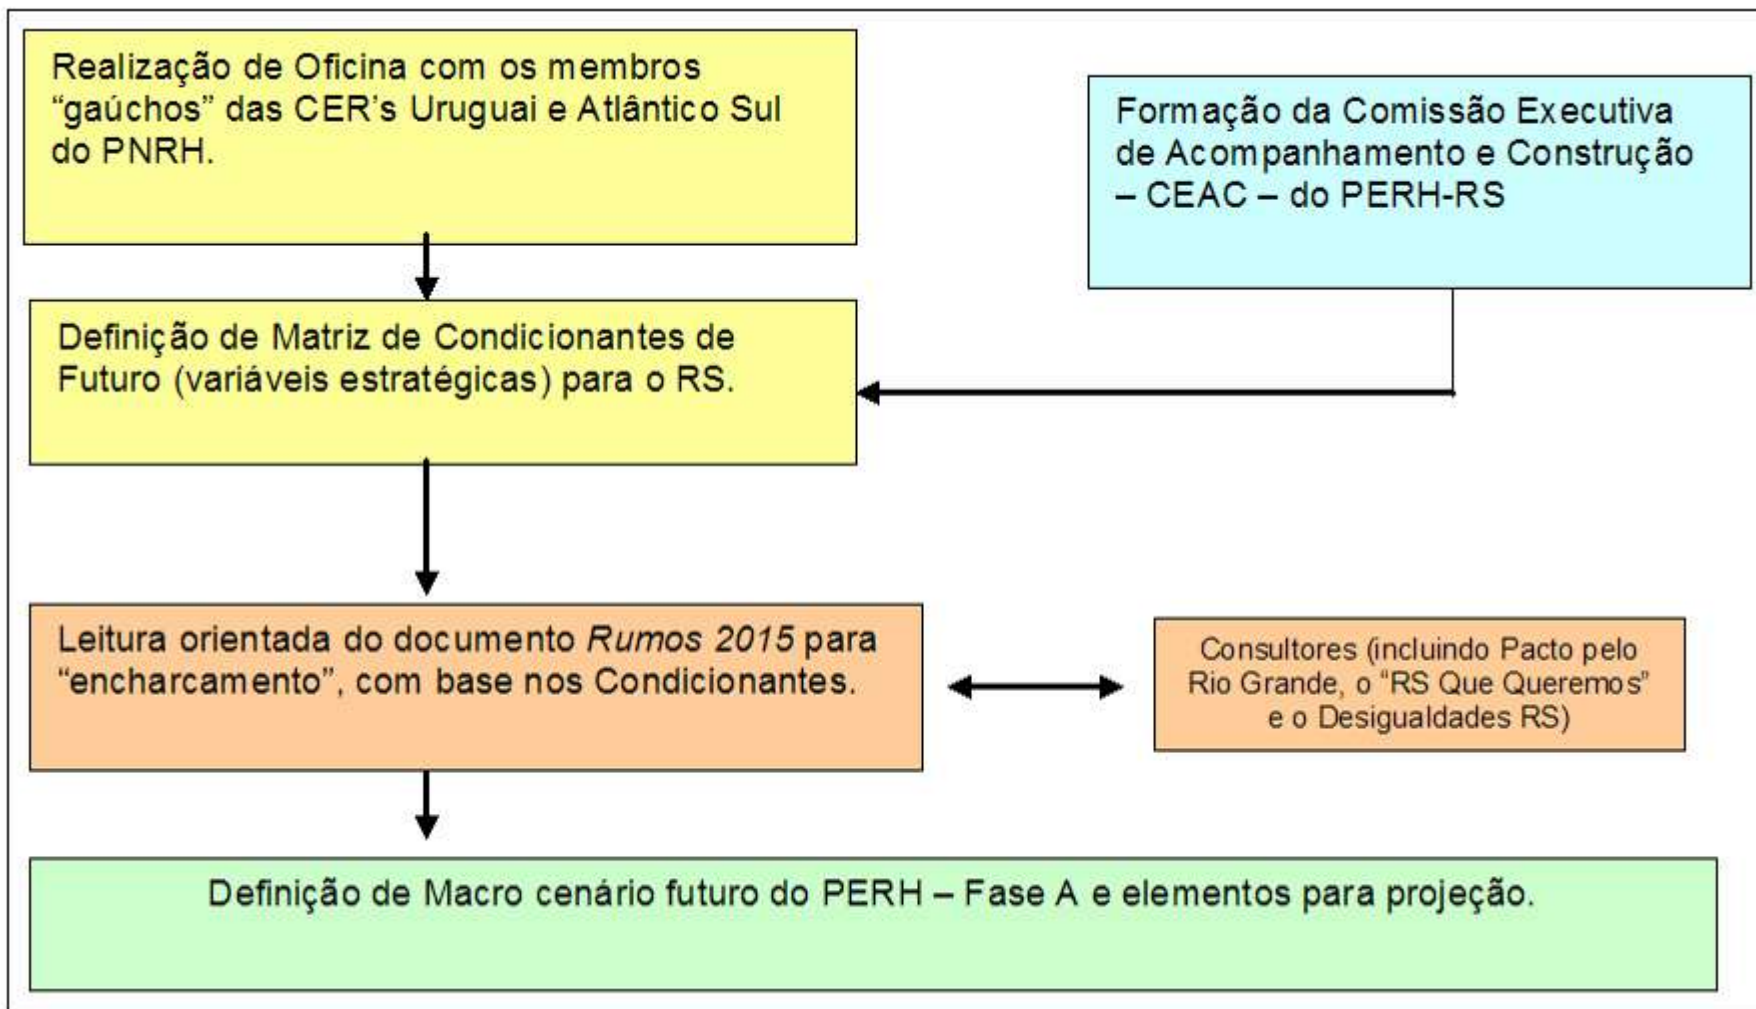 Realização de Oficina com os membros
“gaúchos” das CER’s Uruguai e Atlântico Sul
do PNRH.
Formação da Comissão Executiva
de Acompanhamento e Construção
– CEAC – do PERH-RS
Definição de Matriz de Condicionantes de
Futuro (variáveis estratégicas) para o RS.
Leitura orientada do documento Rumos 2015 para
“encharcamento”, com base nos Condicionantes.
Consultores (incluindo Pacto pelo
Rio Grande, o “RS Que Queremos”
e o Desigualdades RS)
Definição de Macro cenário futuro do PERH – Fase A e elementos para projeção.